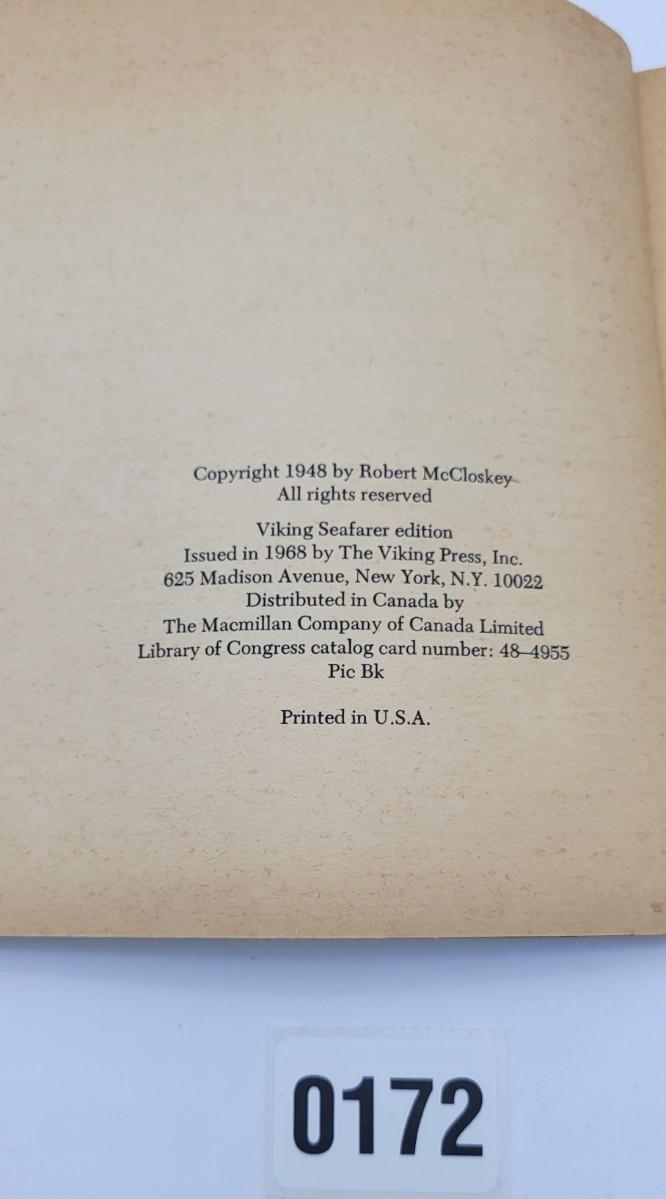 Copyright 1948 by Robert McCloskey
All rights reserved
Viking Seafarer edition
Issued in 1968 by The Viking Press, Inc.
625 Madison Avenue, New York, N.Y. 10022
Distributed in Canada by
The Macmillan Company of Canada Limited
Library of Congress catalog card number: 48–4955
Pic Bk
Printed in U.S.A.
0172